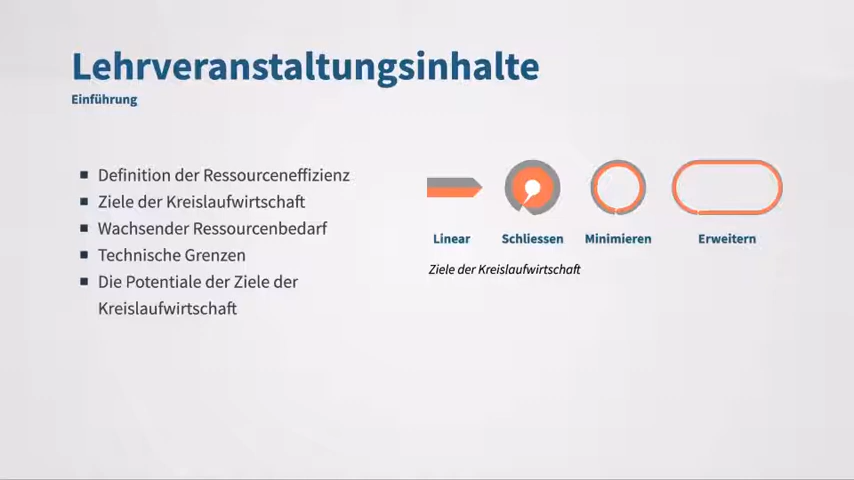 Lehrveranstaltungsinhalte
Einführung
Definition der Ressourceneffizienz
Ziele der Kreislaufwirtschaft
Wachsender Ressourcenbedarf
Technische Grenzen
Die Potentiale der Ziele der
Kreislaufwirtschaft
Linear
Schliessen
Minimieren
Erweitern
Ziele der Kreislaufwirtschaft